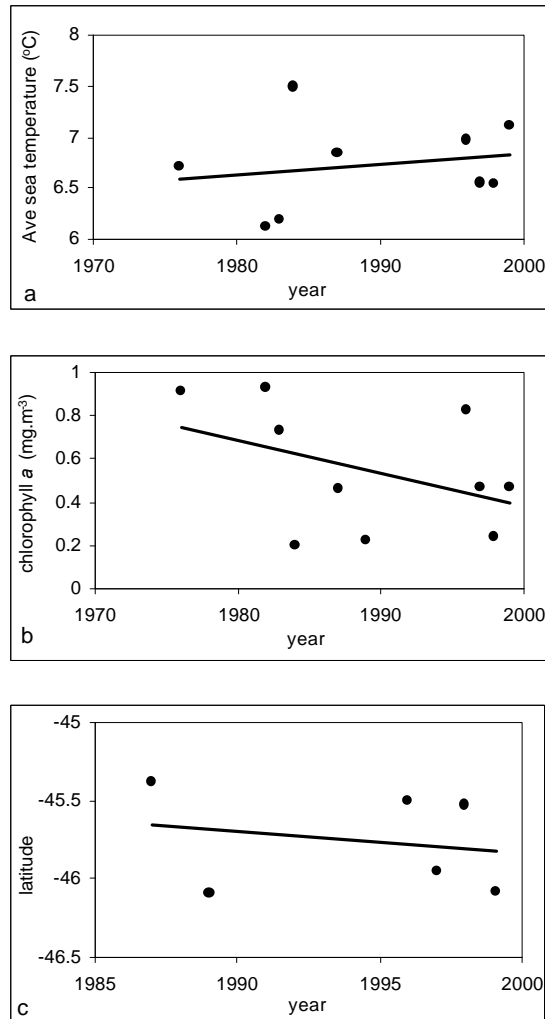 8
7.5
7
6.5
6
Ave sea temperature (ºC)
1970 1980 1990 2000
year
a
1
0.8
0.6
0.4
0.2
0
chlorophyll a (mg.m-3)
1970 1980 1990 2000
year
b
-45
-45.5
-46
-46.5
latitude
1985 1990 1995 2000
year
c